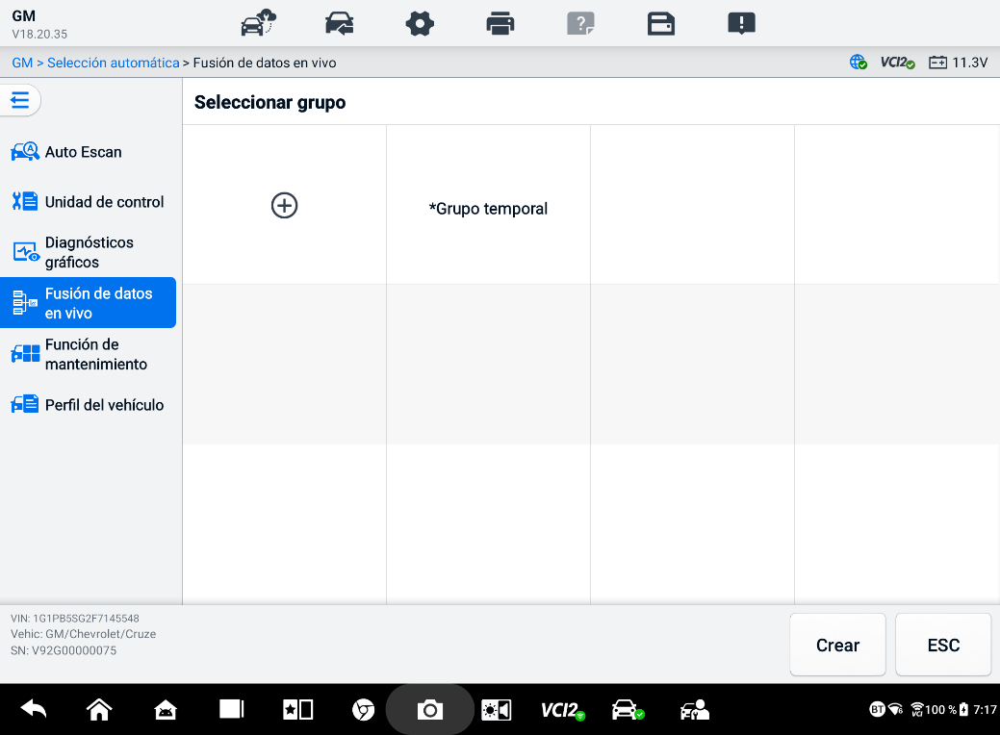 GM
V18.20.35
?
GM > Selección automática > Fusión de datos en vivo
VCI2
11.3V
Seleccionar grupo
Auto Escan
Unidad de control
Diagnósticos
gráficos
Fusión de datos
en vivo
Función de
mantenimiento
Perfil del vehículo
*Grupo temporal
VIN: 1G1PB5SG2F7145548
Vehic: GM/Chevrolet/Cruze
SN: V92G00000075
Crear
ESC
VCI2
BT
6
VCI
100 %
7:17